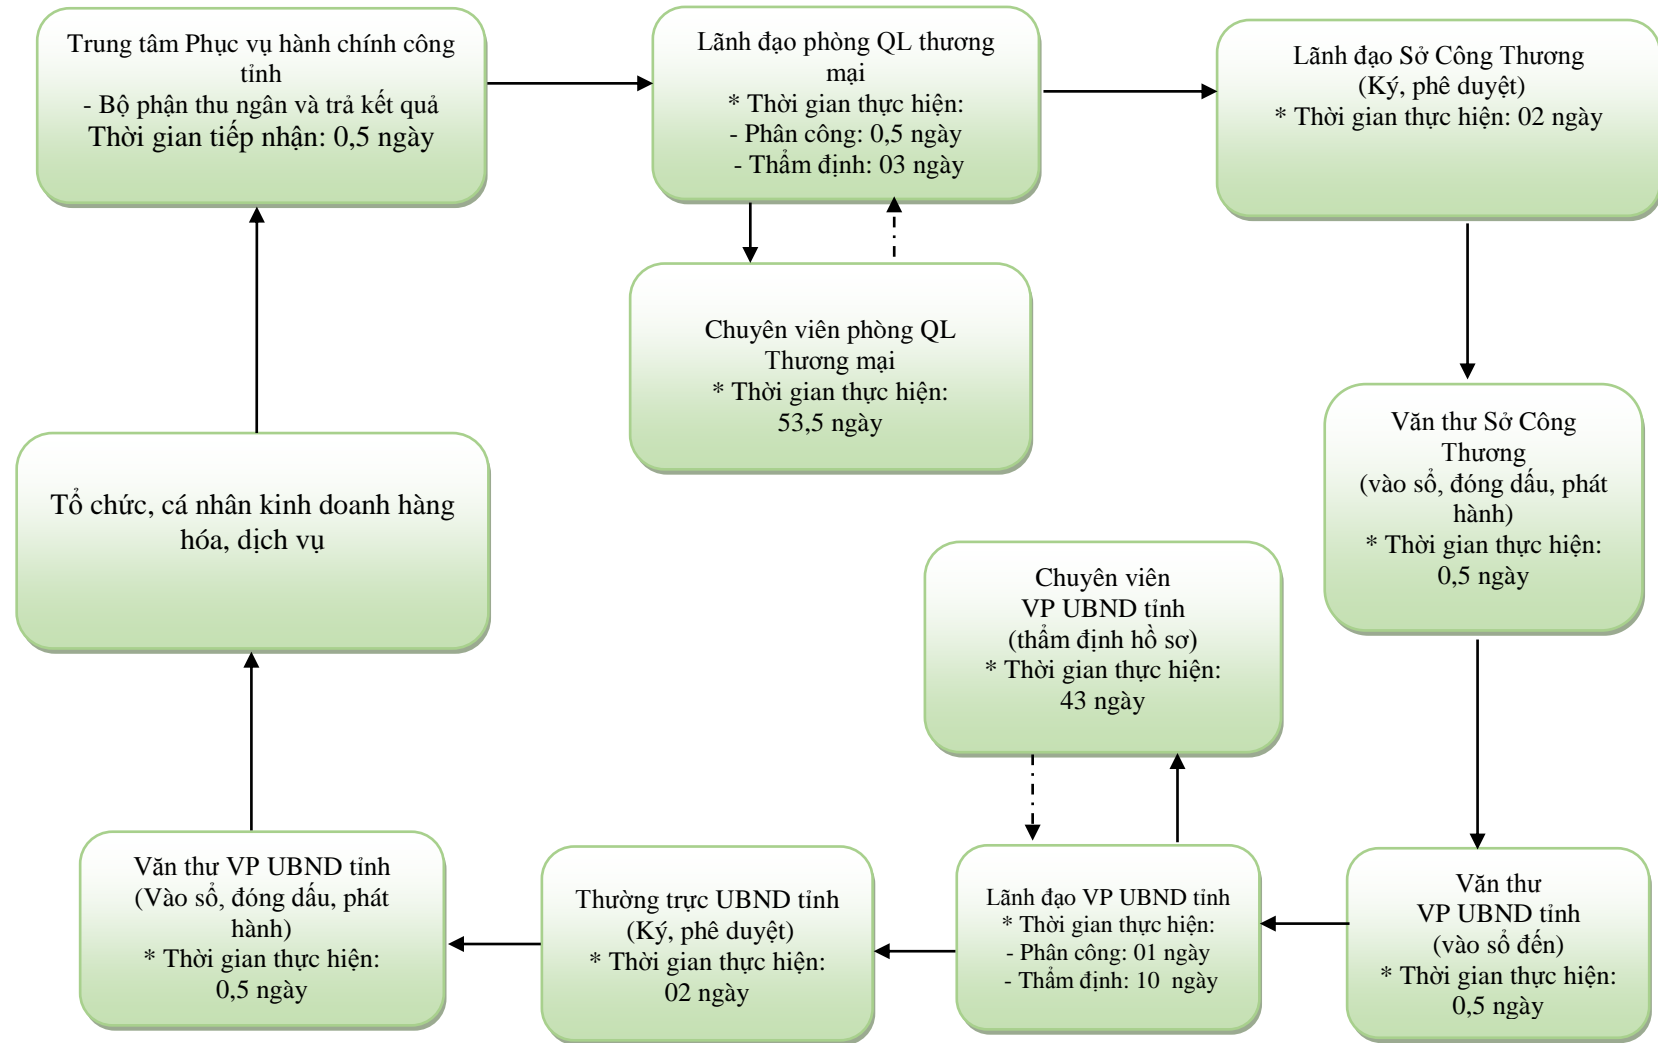 Trung tâm Phục vụ hành chính công
tỉnh
- Bộ phận thu ngân và trả kết quả
Thời gian tiếp nhận: 0,5 ngày
Lãnh đạo phòng QL thương
mại
* Thời gian thực hiện:
- Phân công: 0,5 ngày
- Thẩm định: 03 ngày
Lãnh đạo Sở Công Thương
(Ký, phê duyệt)
* Thời gian thực hiện: 02 ngày
Chuyên viên phòng QL
Thương mại
* Thời gian thực hiện:
53,5 ngày
Văn thư Sở Công
Thương
(vào sổ, đóng dấu, phát
hành)
* Thời gian thực hiện:
0,5 ngày
Tổ chức, cá nhân kinh doanh hàng
hóa, dịch vụ
Chuyên viên
VP UBND tỉnh
(thẩm định hồ sơ)
* Thời gian thực hiện:
43 ngày
Văn thư VP UBND tỉnh
(Vào sổ, đóng dấu, phát
hành)
* Thời gian thực hiện:
0,5 ngày
Thường trực UBND tỉnh
(Ký, phê duyệt)
* Thời gian thực hiện:
02 ngày
Lãnh đạo VP UBND tỉnh
* Thời gian thực hiện:
- Phân công: 01 ngày
- Thẩm định: 10  ngày
Văn thư
VP UBND tỉnh
(vào sổ đến)
* Thời gian thực hiện:
0,5 ngày